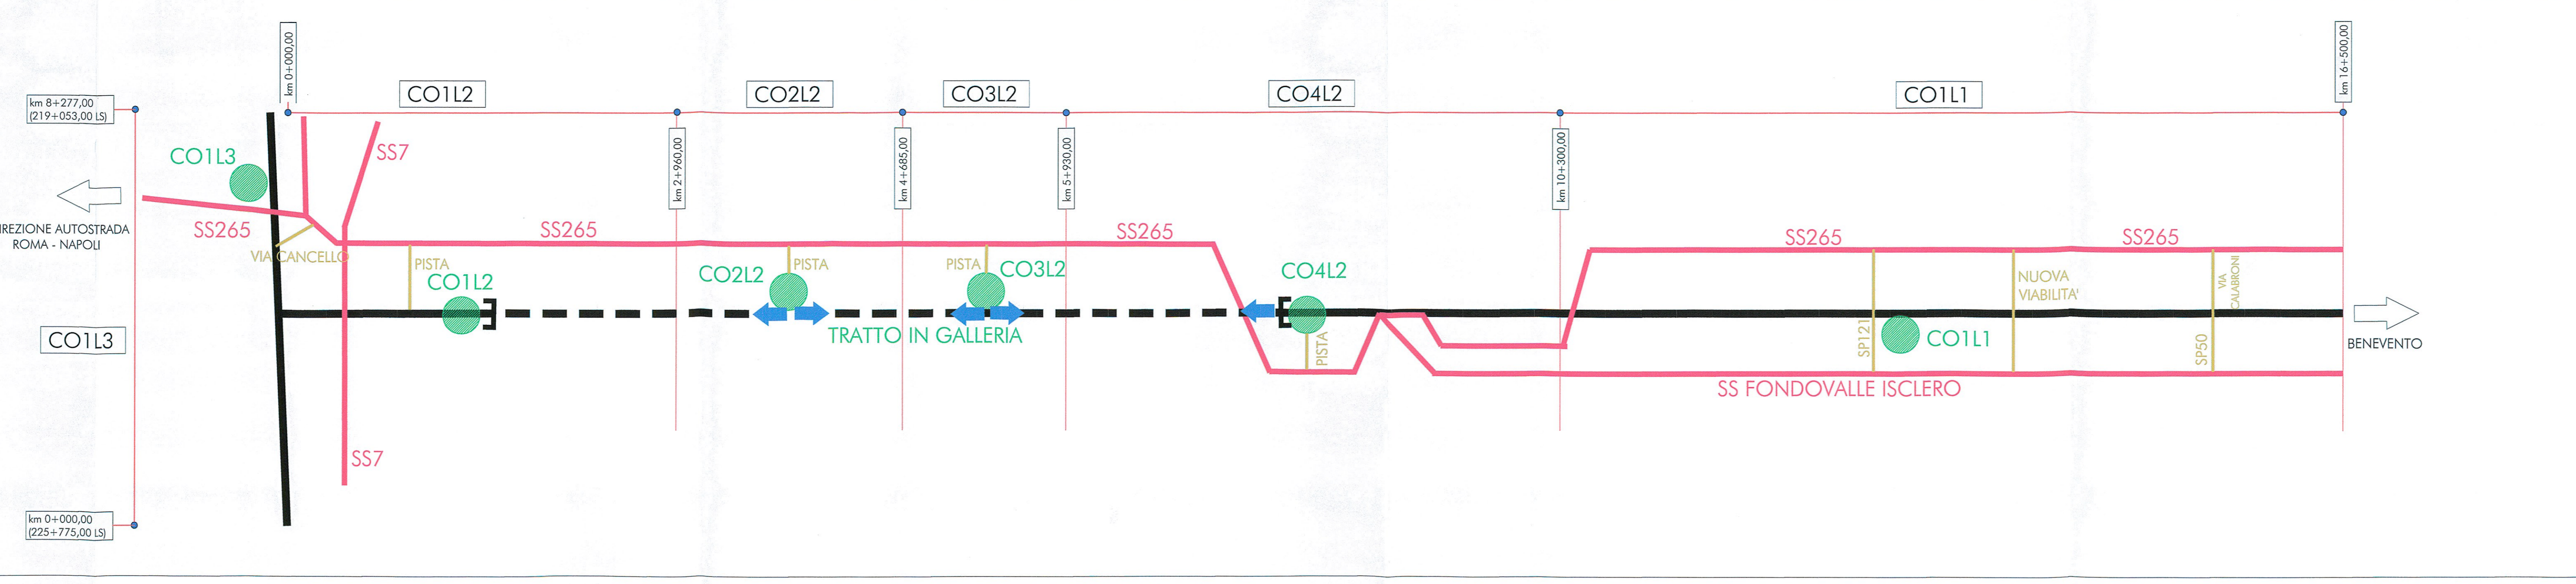 km 0+000,00
km 16+500,00
km 8+277,00
(219+053,00 LS)
CO1L2
CO2L2
CO3L2
CO4L2
CO1L1
km 2+960,00
km 4+685,00
km 5+930,00
km 10+300,00
CO1L3
SS7
SS265
IREZIONE AUTOSTRADA
ROMA - NAPOLI
VIA CANCELLO
SS265
SS265
SS265
SS265
PISTA
CO1L2
CO2L2
PISTA
PISTA
CO3L2
CO4L2
NUOVA
VIABILITA'
VIA
CALABRONI
TRATTO IN GALLERIA
PISTA
SP121
CO1L1
SP50
BENEVENTO
CO1L3
SS FONDOVALLE ISCLERO
SS7
km 0+000,00
(225+775,00 LS)